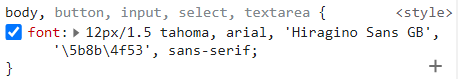 body, button, input, select, textarea { <style>
font: 12px/1.5 tahoma, arial, 'Hiragino Sans GB',
'\5b8b\4f53', sans-serif;
}